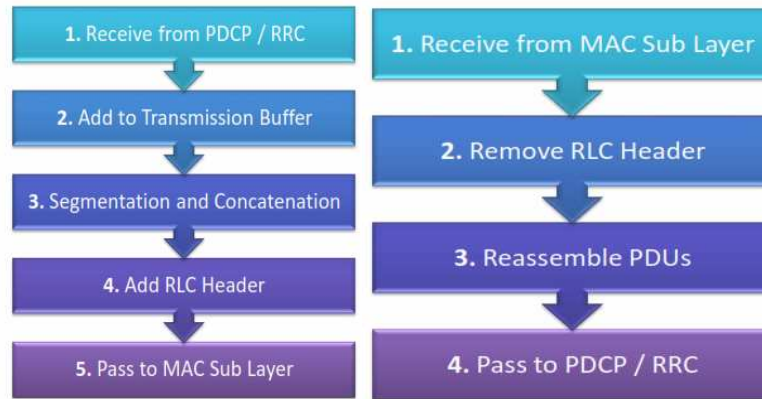 1. Receive from PDCP / RRC
2. Add to Transmission Buffer
3. Segmentation and Concatenation
4. Add RLC Header
5. Pass to MAC Sub Layer
1. Receive from MAC Sub Layer
2. Remove RLC Header
3. Reassemble PDUs
4. Pass to PDCP / RRC